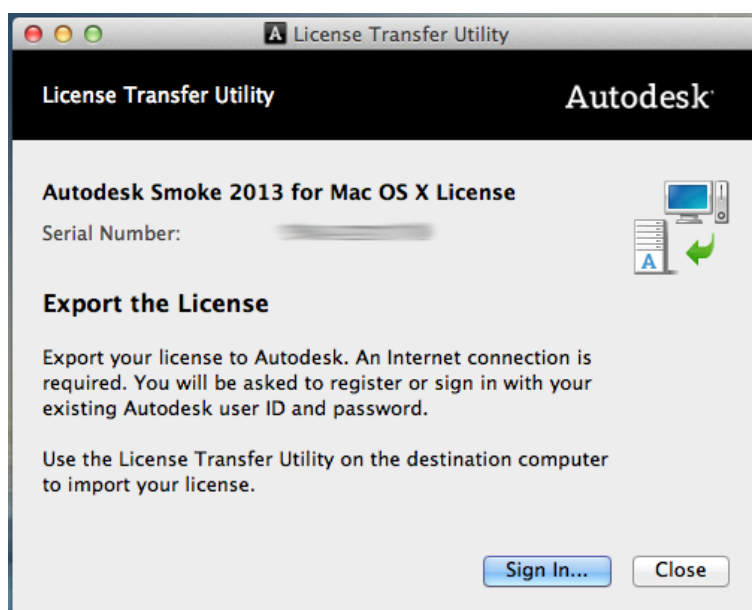 License Transfer Utility
License Transfer Utility
Autodesk
Autodesk Smoke 2013 for Mac OS X License
Serial Number:
A
Export the License
Export your license to Autodesk. An Internet connection is
required. You will be asked to register or sign in with your
existing Autodesk user ID and password.
Use the License Transfer Utility on the destination computer
to import your license.
Sign In...
Close